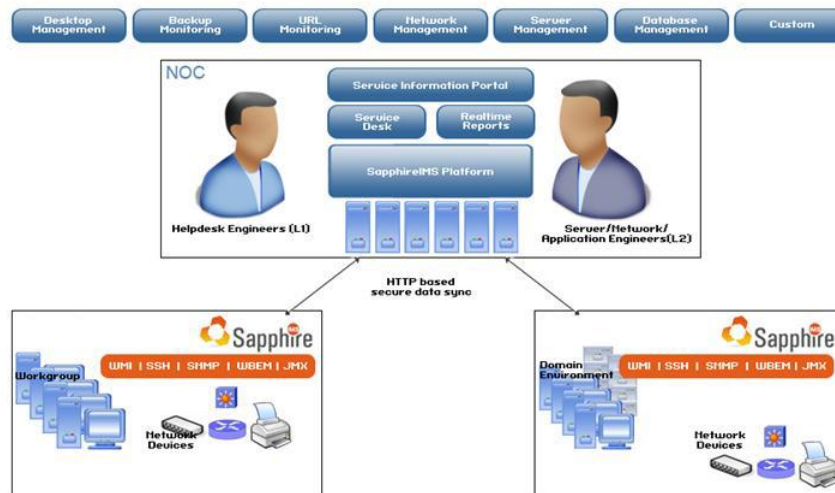 Desktop
Management
Backup
Monitoring
URL
Monitoring
Network
Management
Server
Management
Database
Management
Custom
NOC
Service Information Portal
Service
Desk
Realtime
Reports
SapphireIMS Platform
Helpdesk Engineers (L1)
Server/Network/
Application Engineers(L2)
HTTP based
secure data sync
Sapphire IMS
WMI | SSH | SNMP | WBEM | JMX
Workgroup
Network
Devices
Sapphire IMS
WMI | SSH | SNMP | WBEM | JMX
Domain
Environment
Network
Devices